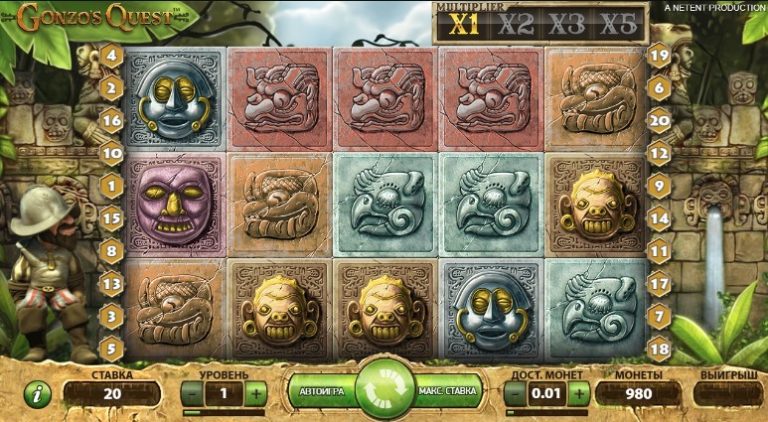 GONZO'S QUEST™
MULTIPLIER
X1 X2 X3 X5
A NETENT PRODUCTION
4 19
2 6
16 20
10 12
1 9
15 14
8 11
13 17
3 7
5 18
СТАВКА УРОВЕНЬ ДОСТ. МОНЕТ МОНЕТЫ ВЫИГРЫШ
i 20 - 1 + АВТОИГРА МАКС. СТАВКА - 0.01 + 980